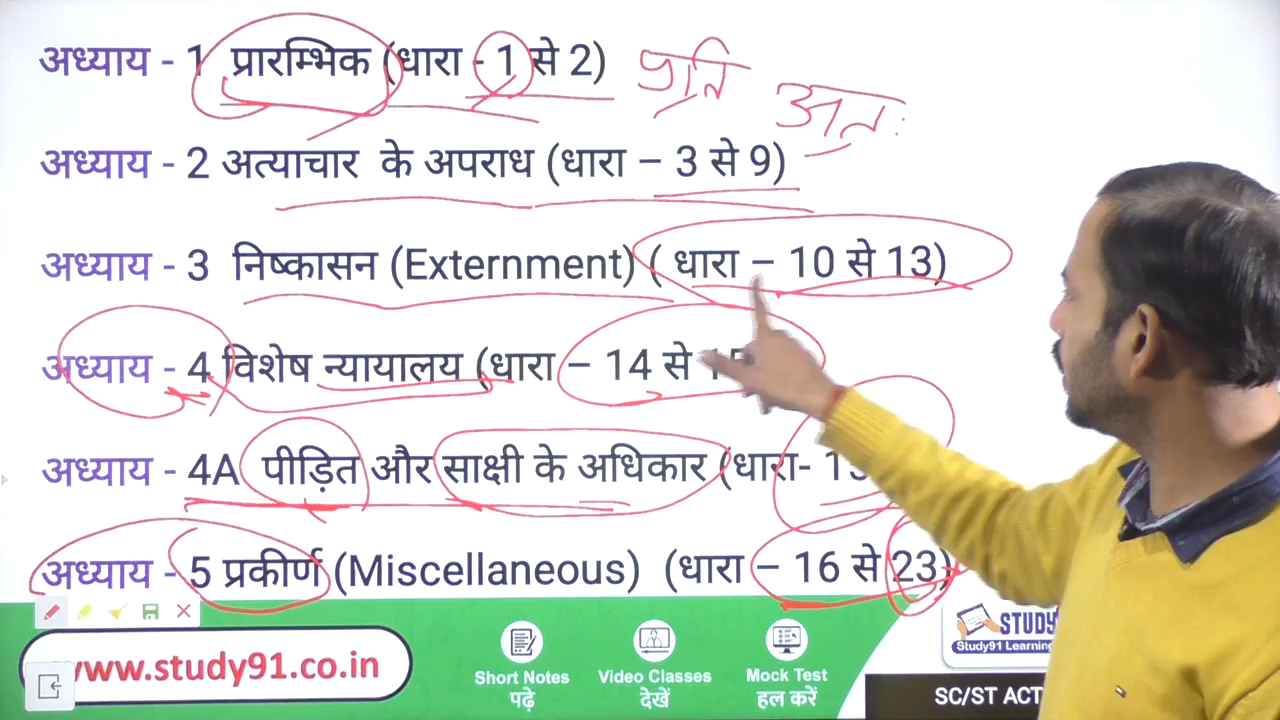 अध्याय - 1 प्रारम्भिक (धारा - 1 से 2)
अध्याय - 2 अत्याचार के अपराध (धारा – 3 से 9)
अध्याय - 3 निष्कासन (Externment) ( धारा – 10 से 13)
अध्याय - 4 विशेष न्यायालय (धारा – 14 से
अध्याय - 4A पीड़ित और साक्षी के अधिकार (धारा-
अध्याय - 5 प्रकीर्ण (Miscellaneous) (धारा – 16 से 23)
www.study91.co.in
Short Notes
पढ़े
Video Classes
देखें
Mock Test
हल करें
STUDY
Study91 Learning
SC/ST ACT